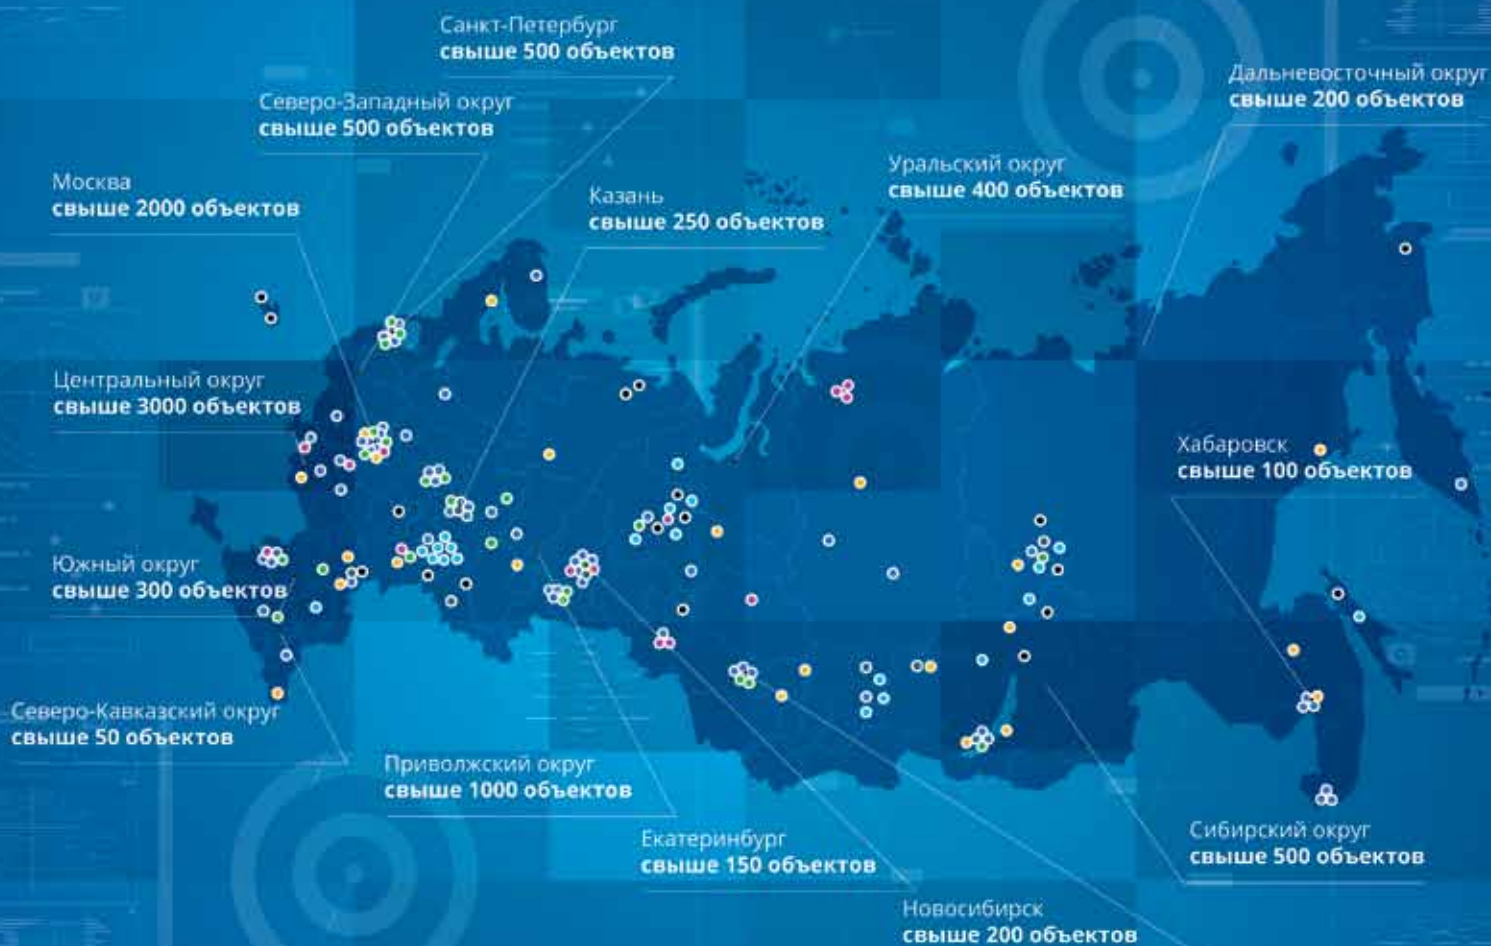 Санкт-Петербург
свыше 500 объектов
Северо-Западный округ
свыше 500 объектов
Дальневосточный округ
свыше 200 объектов
Москва
свыше 2000 объектов
Казань
свыше 250 объектов
Уральский округ
свыше 400 объектов
Центральный округ
свыше 3000 объектов
Хабаровск
свыше 100 объектов
Южный округ
свыше 300 объектов
Северо-Кавказский округ
свыше 50 объектов
Приволжский округ
свыше 1000 объектов
Екатеринбург
свыше 150 объектов
Сибирский округ
свыше 500 объектов
Новосибирск
свыше 200 объектов